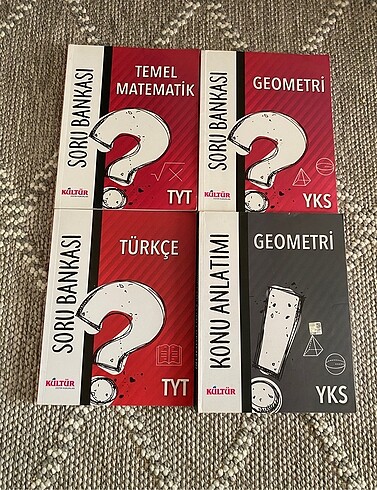 SORU BANKASI
TEMEL
MATEMATİK
KÜLTÜR
TYT
SORU BANKASI
GEOMETRİ
KÜLTÜR
YKS
SORU BANKASI
TÜRKÇE
KÜLTÜR
TYT
KONU ANLATIMI
GEOMETRİ
KÜLTÜR
YKS